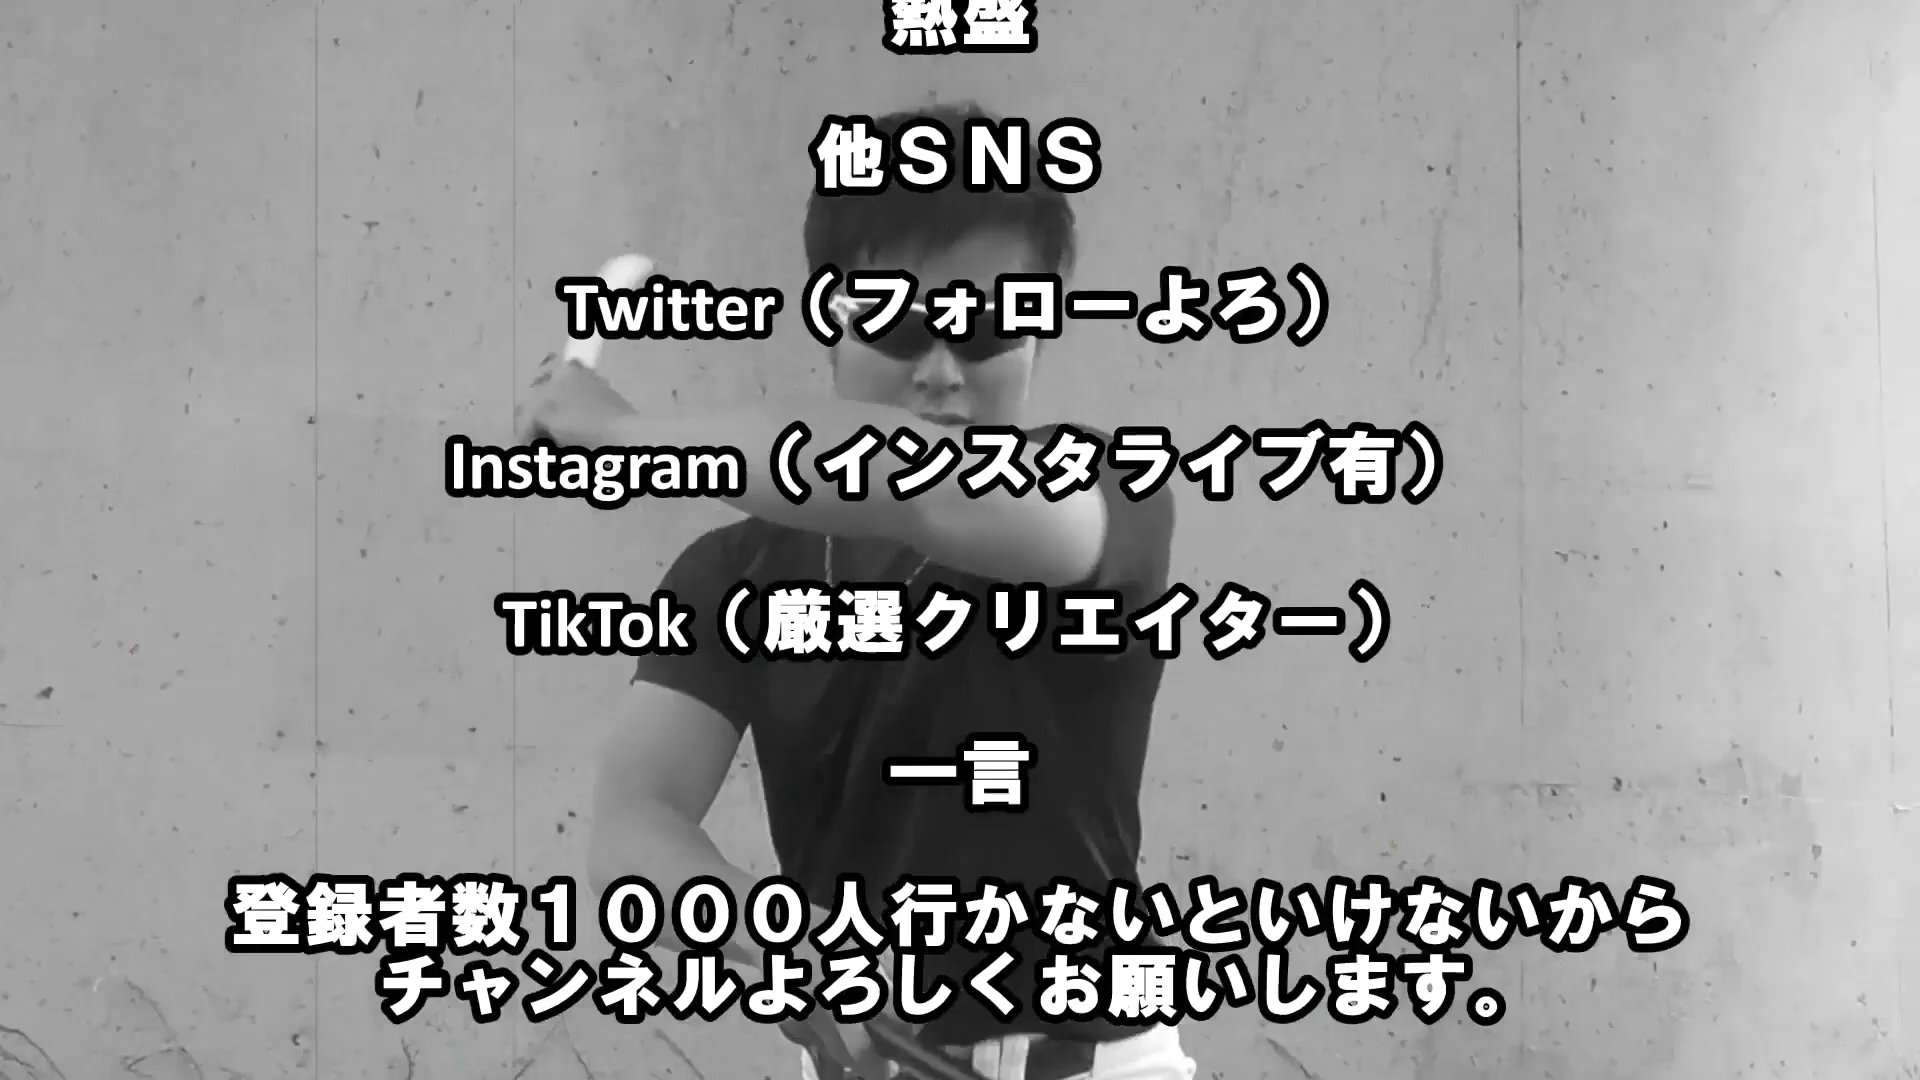 熱盛
他ＳＮＳ
Twitter（フォローよろ）
Instagram（インスタライブ有）
TikTok（厳選クリエイター）
一言
登録者数１０００人行かないといけないから
チャンネルよろしくお願いします。